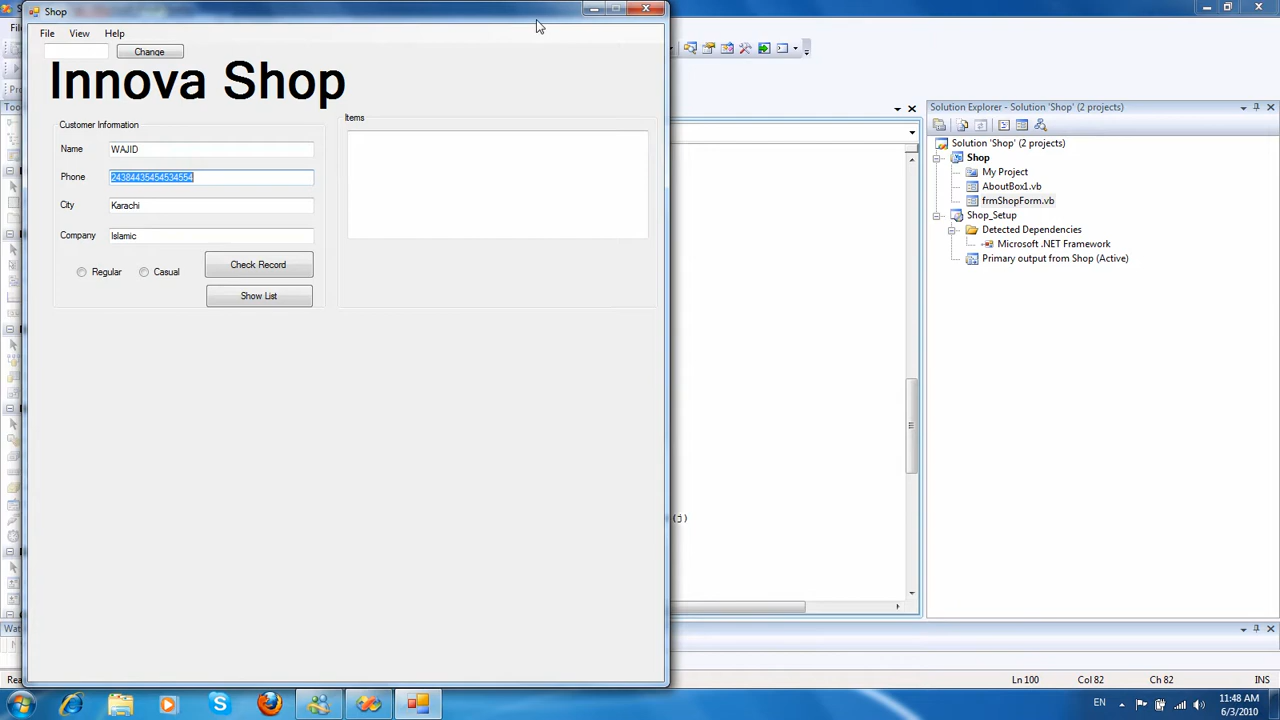 Shop
File View Help
Change
Innova Shop
Customer Information
Items
Name WAJID
Phone 24384435454534554
City Karachi
Company Islamic
Regular Casual Check Record
Show List
(j)
Solution Explorer - Solution 'Shop' (2 projects)
Solution 'Shop' (2 projects)
Shop
My Project
AboutBox1.vb
frmShopForm.vb
Shop_Setup
Detected Dependencies
Microsoft .NET Framework
Primary output from Shop (Active)
Ln 100 Col 82 Ch 82 INS
EN 11:48 AM
6/3/2010